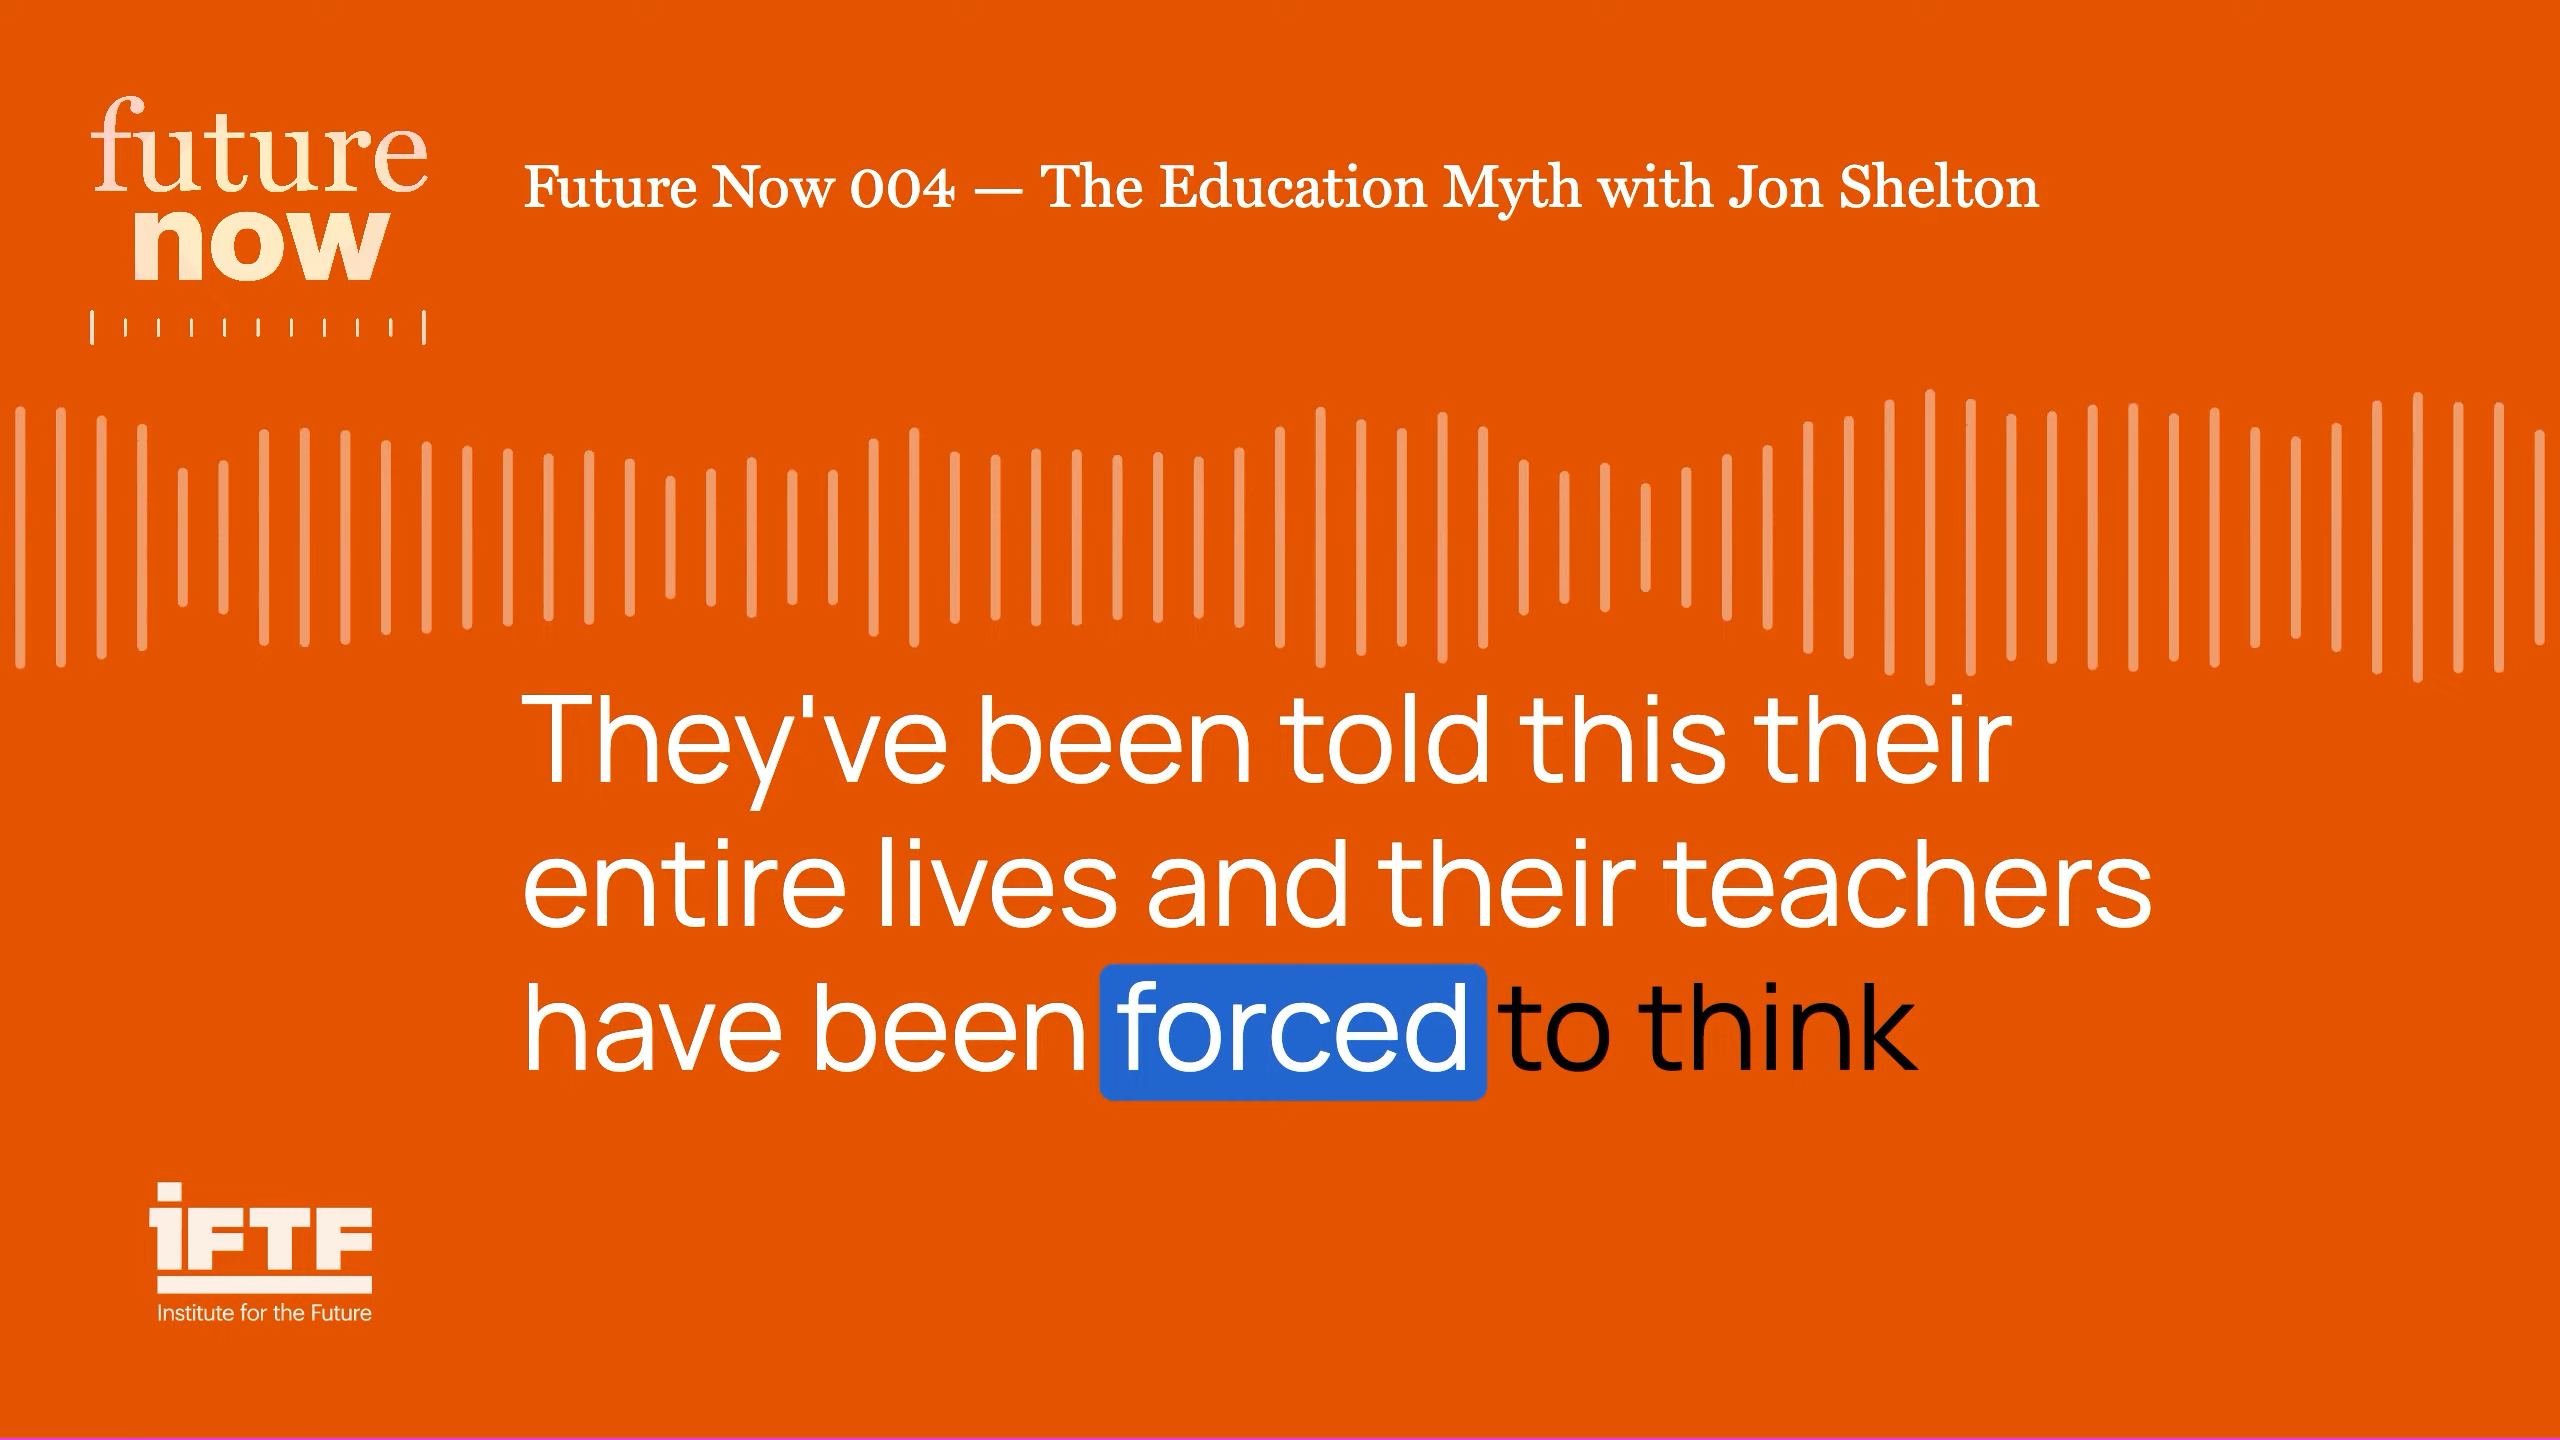 future
now
Future Now 004 — The Education Myth with Jon Shelton
They've been told this their
entire lives and their teachers
have been forced to think
iFTF
Institute for the Future